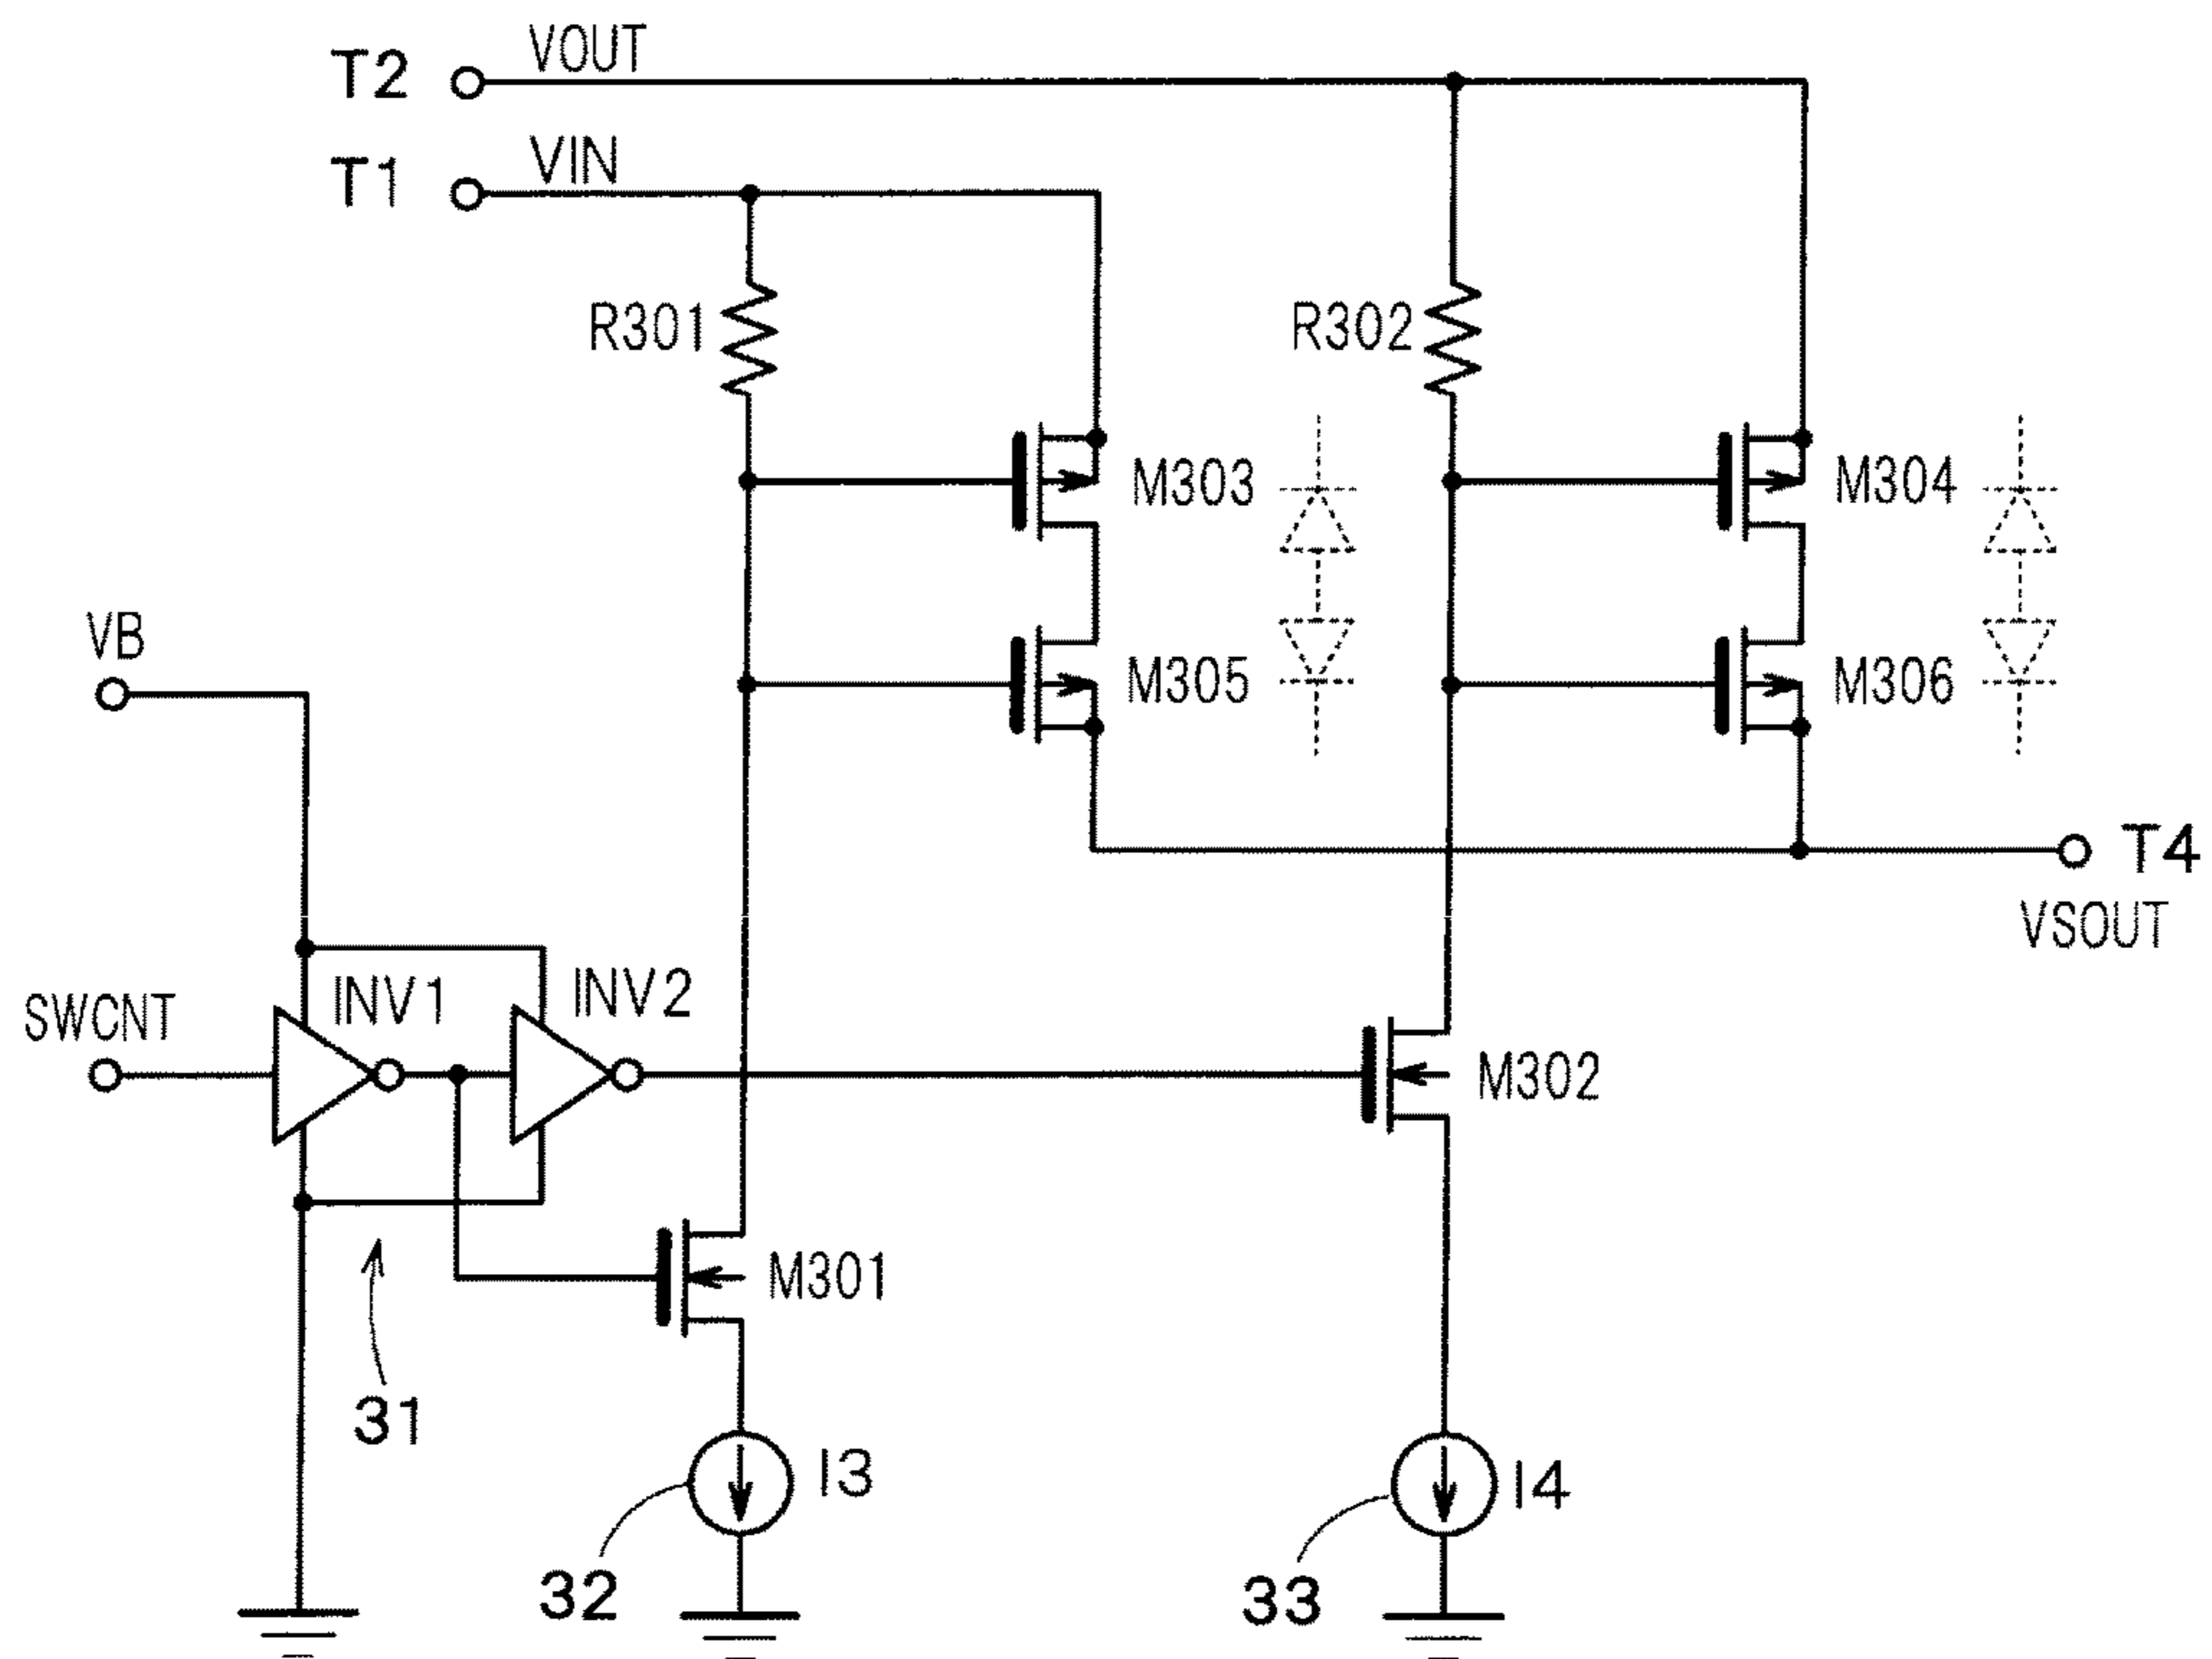 T2 VOUT
T1 VIN
R301 R302
M303 M304
VB M305 M306
T4
VSOUT
SWCNT INV1 INV2
M302
M301
31
I3 I4
32 33